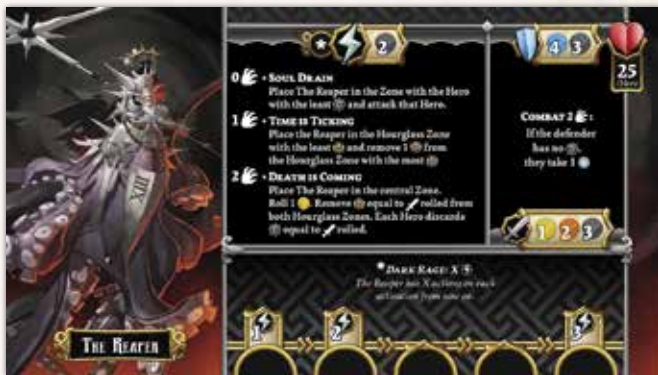 2
4 3
25
/Hero
0 • SOUL DRAIN
Place The Reaper in the Zone with the Hero
with the least and attack that Hero.
1 • TIME IS TICKING
Place the Reaper in the Hourglass Zone
with the least and remove 1 from
the Hourglass Zone with the most
2 • DEATH IS COMING
Place The Reaper in the central Zone.
Roll 1 . Remove equal to rolled from
both Hourglass Zones. Each Hero discards
equal to rolled.
COMBAT 2 :
If the defender
has no ,
they take 1
1 2 3
XIII
* DARK RAGE: X
The Reaper has X actions on each
activation from now on.
THE REAPER
1 2 3